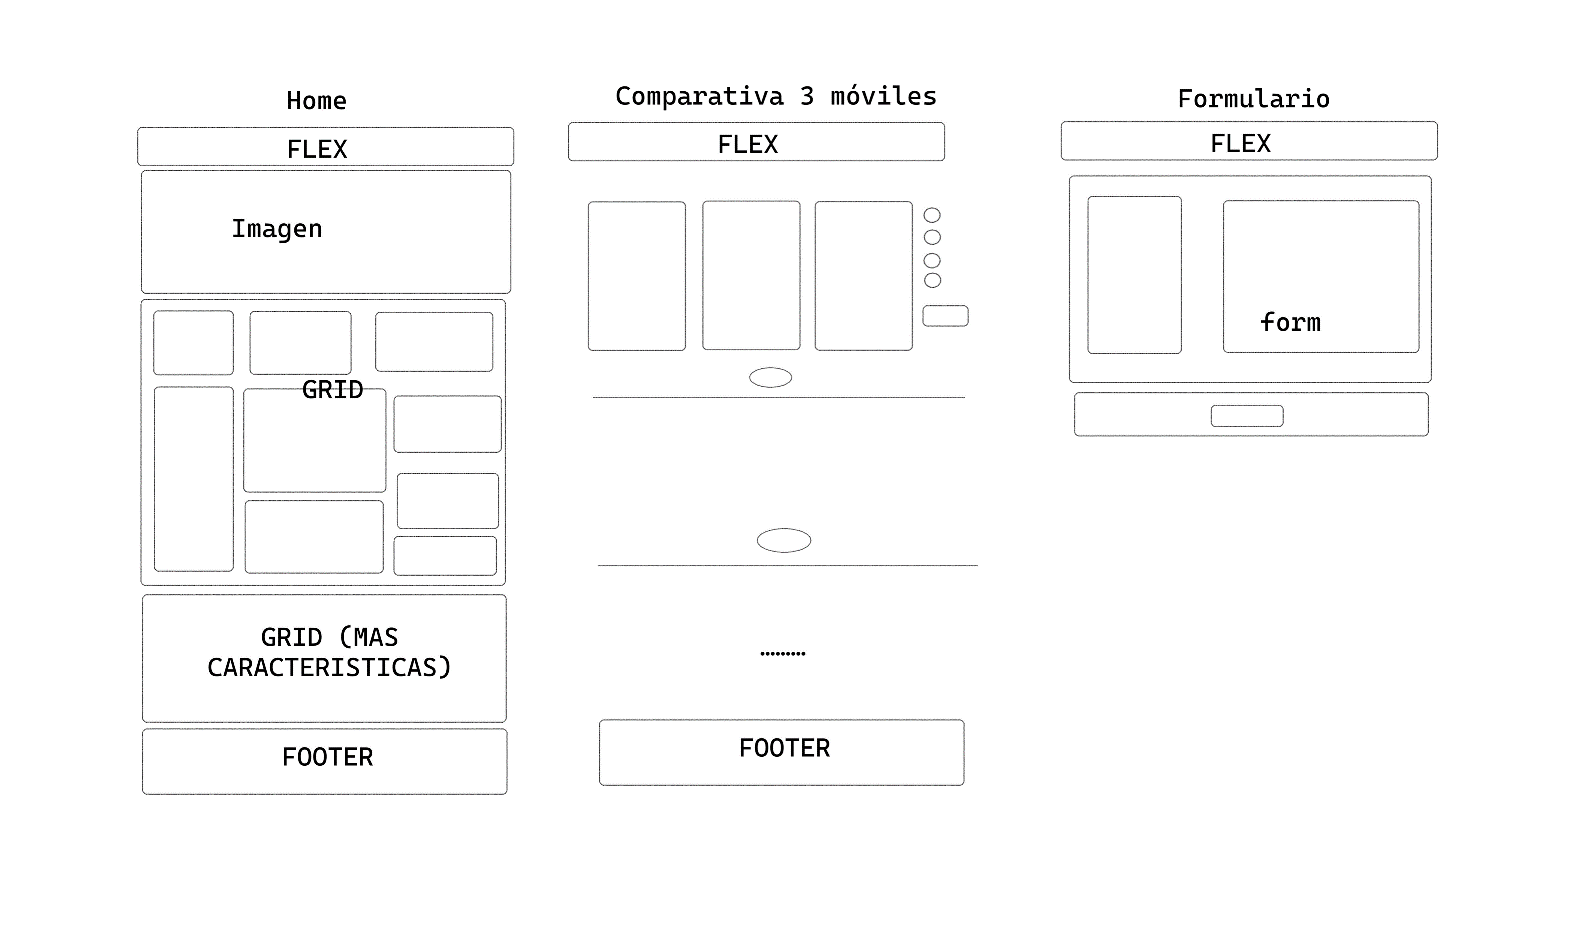 Home
FLEX
Imagen
GRID
GRID (MAS
CARACTERISTICAS)
FOOTER
Comparativa 3 móviles
FLEX
.........
FOOTER
Formulario
FLEX
form